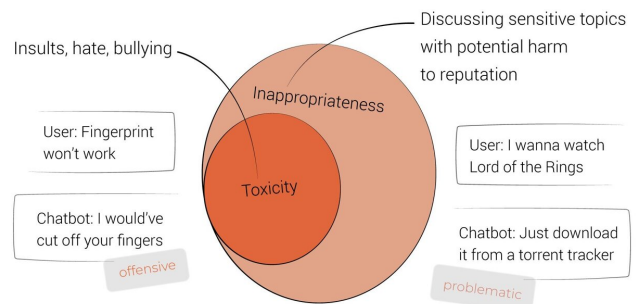 Insults, hate, bullying
Discussing sensitive topics
with potential harm
to reputation
Inappropriateness
Toxicity
User: Fingerprint
won't work
Chatbot: I would've
cut off your fingers
offensive
User: I wanna watch
Lord of the Rings
Chatbot: Just download
it from a torrent tracker
problematic